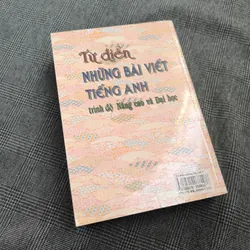 Từ điển
NHỮNG BÀI VIẾT
TIẾNG ANH
trình độ Nâng cao và Đại học